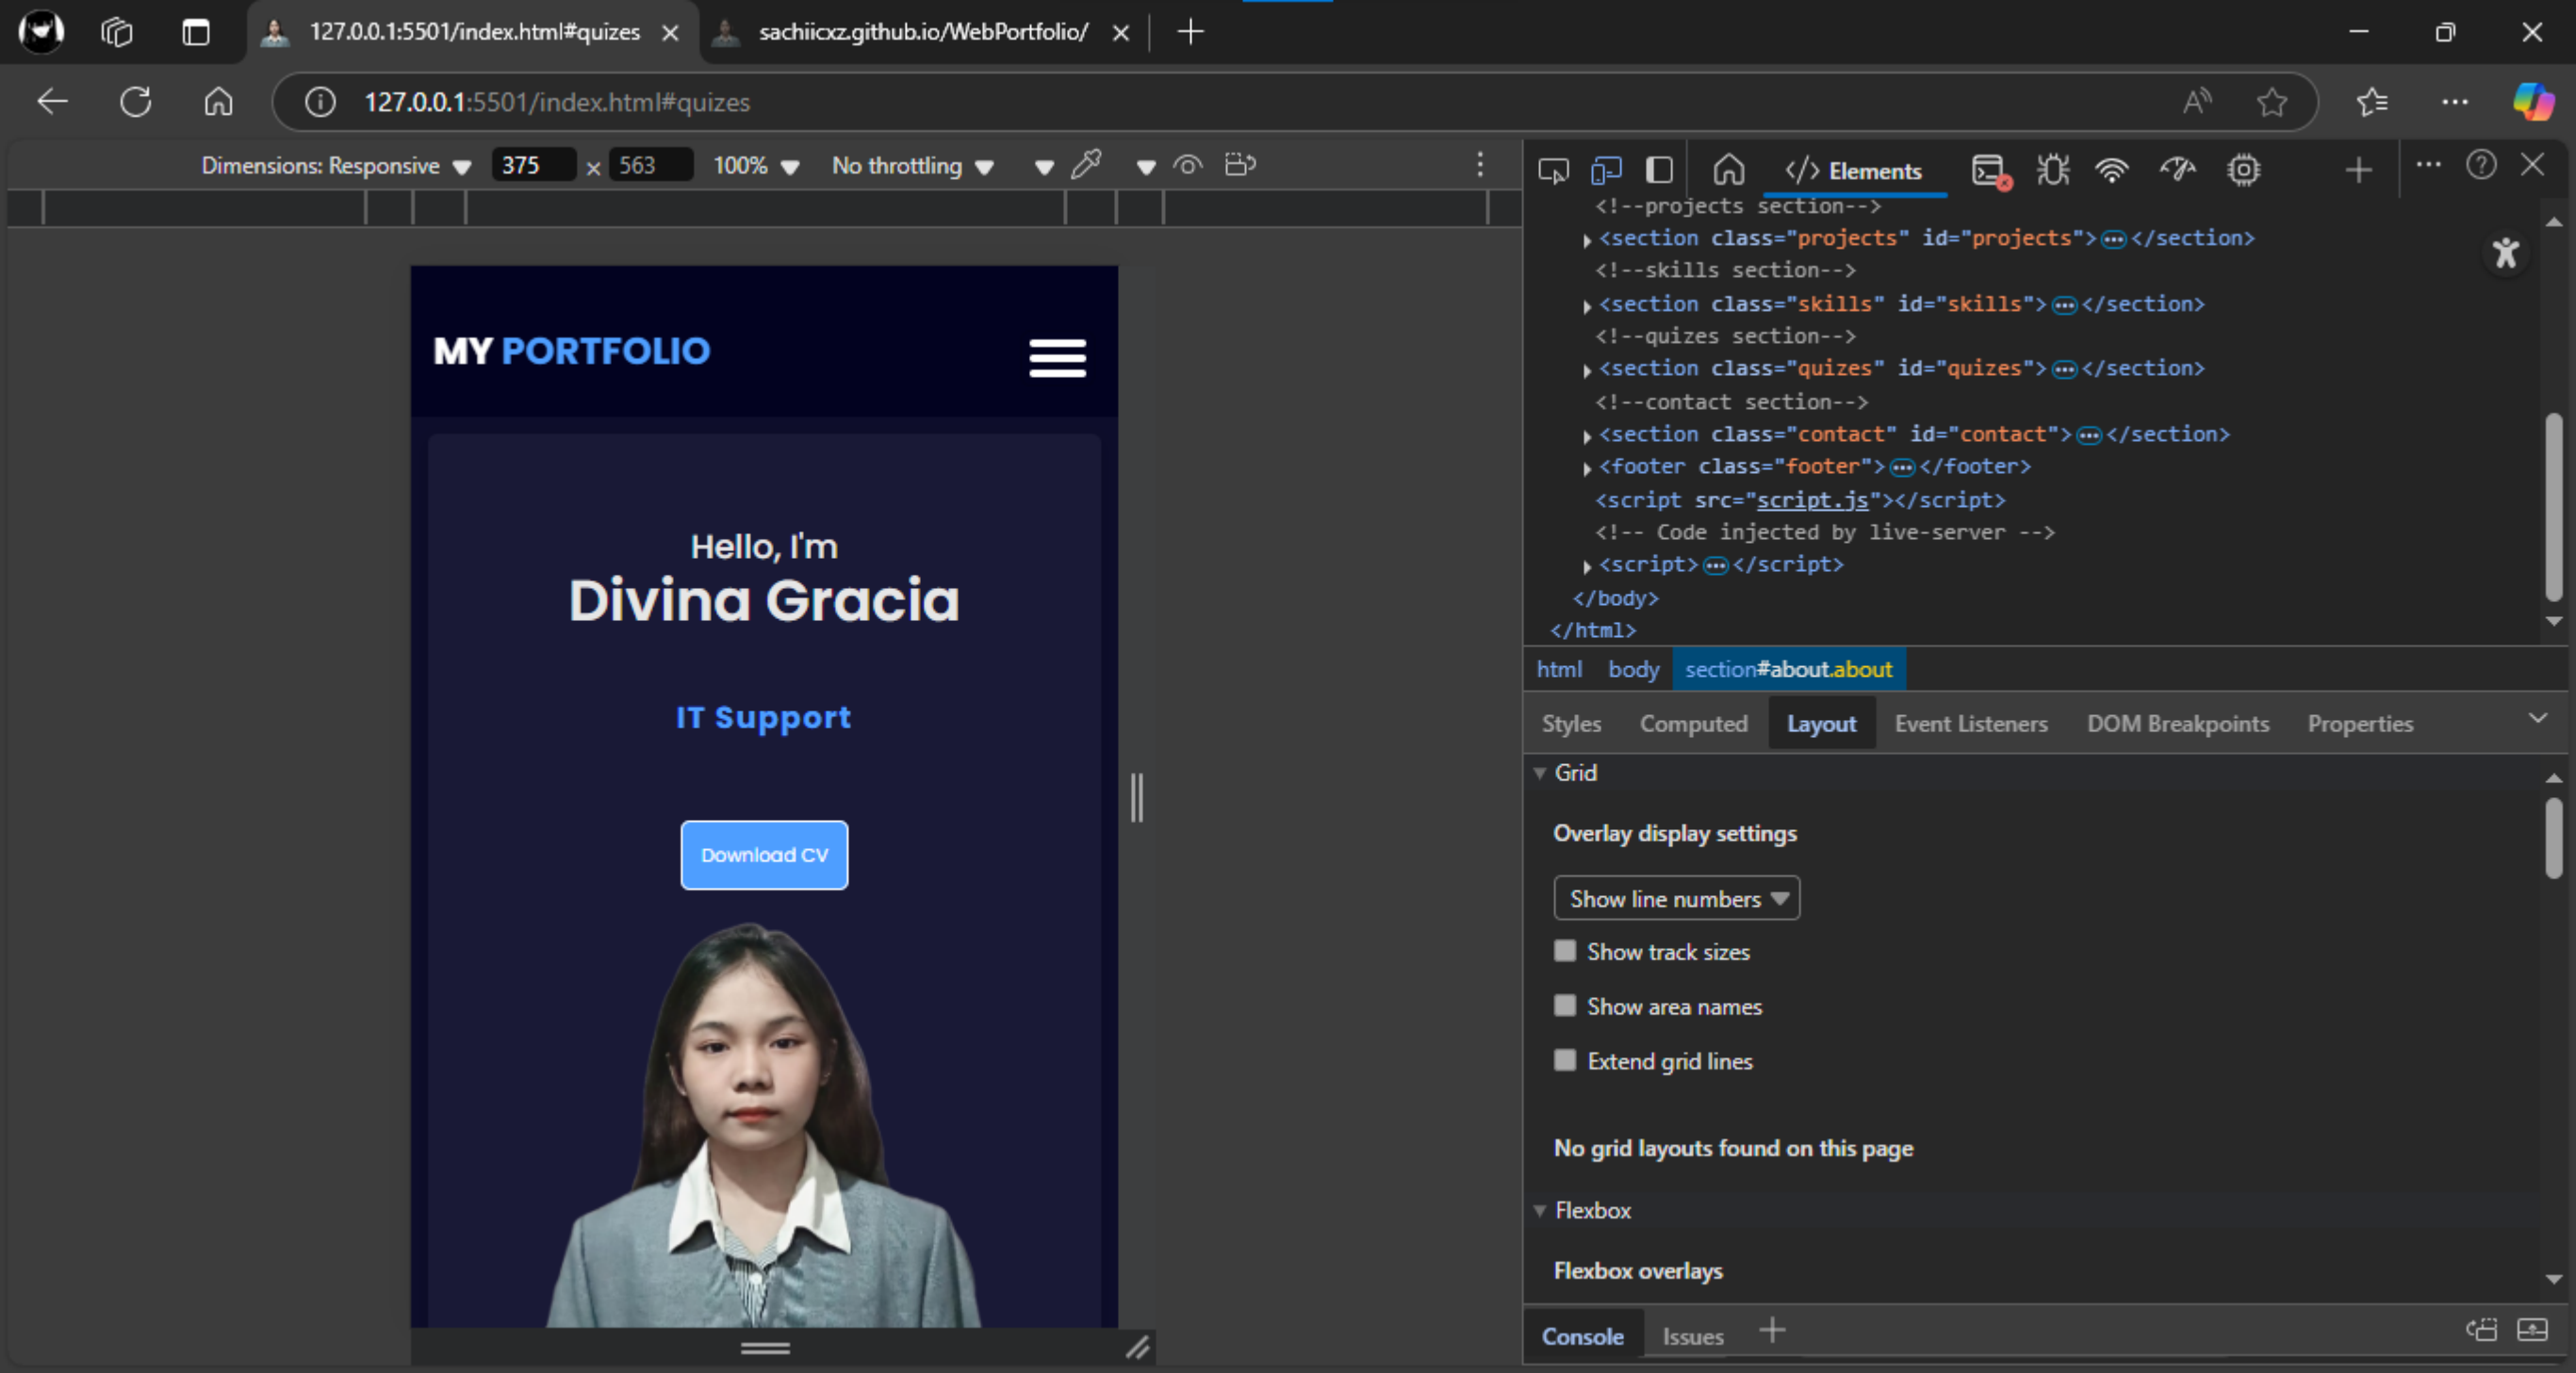 127.0.0.1:5501/index.html#quizes
sachiicxz.github.io/WebPortfolio/
127.0.0.1:5501/index.html#quizes
Dimensions: Responsive 375 x 563 100% No throttling
Elements
MY PORTFOLIO
Hello, I'm
Divina Gracia
IT Support
Download CV
<!--projects section-->
<section class="projects" id="projects">…</section>
<!--skills section-->
<section class="skills" id="skills">…</section>
<!--quizes section-->
<section class="quizes" id="quizes">…</section>
<!--contact section-->
<section class="contact" id="contact">…</section>
<footer class="footer">…</footer>
<script src="script.js"></script>
<!-- Code injected by live-server -->
<script>…</script>
</body>
</html>
html body section#about.about
Styles Computed Layout Event Listeners DOM Breakpoints Properties
Grid
Overlay display settings
Show line numbers
Show track sizes
Show area names
Extend grid lines
No grid layouts found on this page
Flexbox
Flexbox overlays
Console Issues